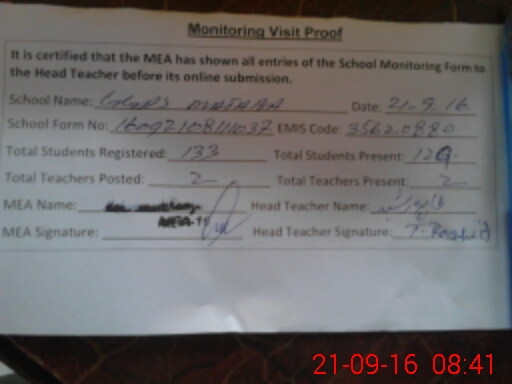 Monitoring Visit Proof
It is certified that the MEA has shown all entries of the School Monitoring Form to
the Head Teacher before its online submission.
School Name: GGPS MATABA Date: 21-9-16
School Form No: EMIS Code: 35620880
Total Students Registered: 133 Total Students Present:
Total Teachers Posted: 2 Total Teachers Present: 2
MEA Name: Head Teacher Name:
MEA Signature: Head Teacher Signature: T. Rashid
21-09-16 08:41